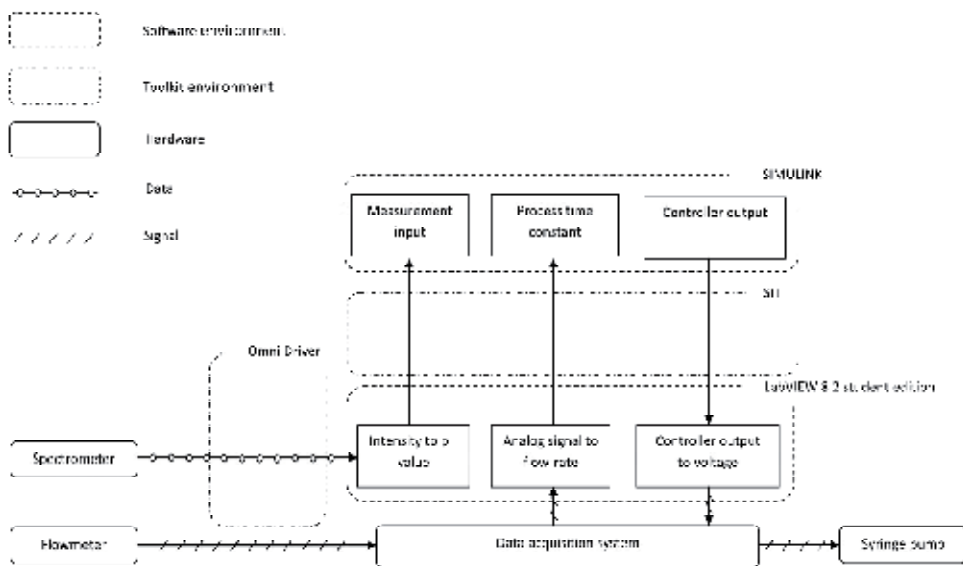 Software environment
Toolkit environment
Hardware
Data
Signal
SIMULINK
Measurement
input
Process time
constant
Controller output
SIT
Omni Driver
LabVIEW 8.2 student edition
Intensity to
value
Analog signal to
flow rate
Controller output
to voltage
Spectrometer
Flowmeter
Data acquisition system
Syringe pump